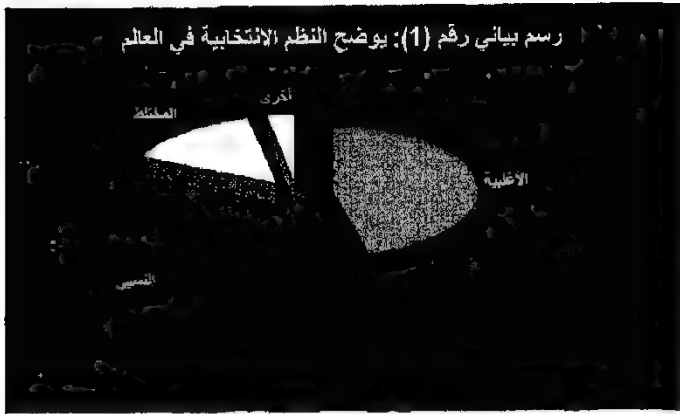 رسم بياني رقم (1): يوضح النظم الانتخابية في العالم
أخرى
المختلط
الأغلبية
النسبي